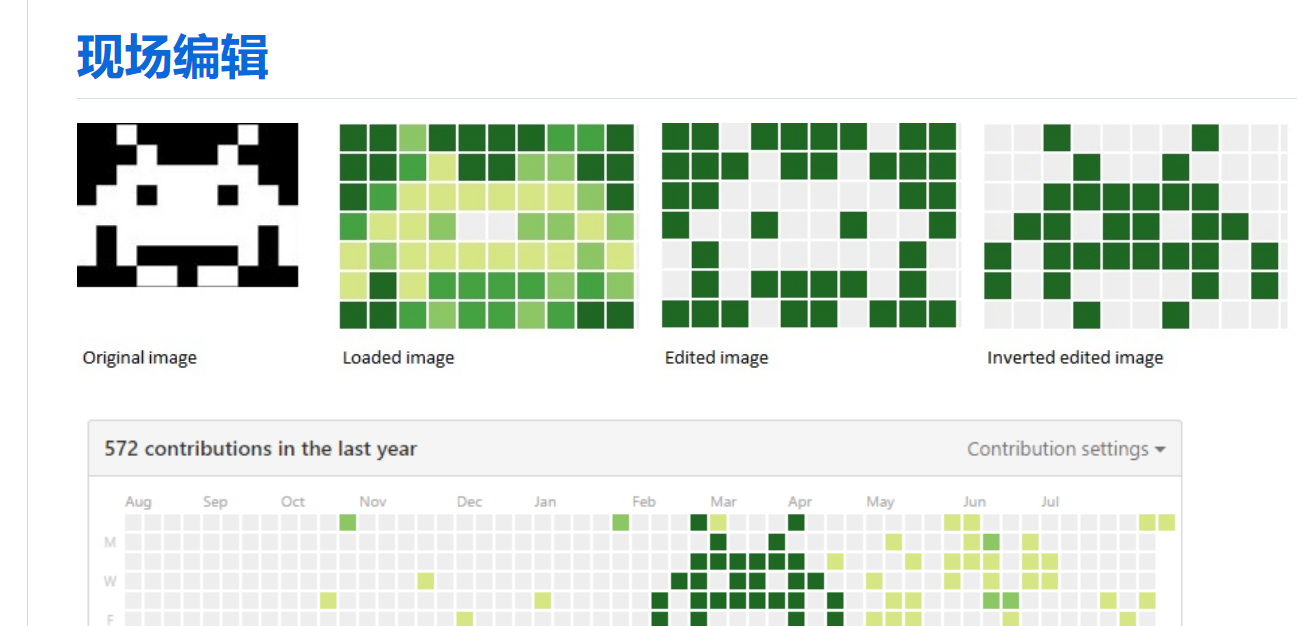 现场编辑
Original image
Loaded image
Edited image
Inverted edited image
572 contributions in the last year
Contribution settings
Aug Sep Oct Nov Dec Jan Feb Mar Apr May Jun Jul
M
W
F